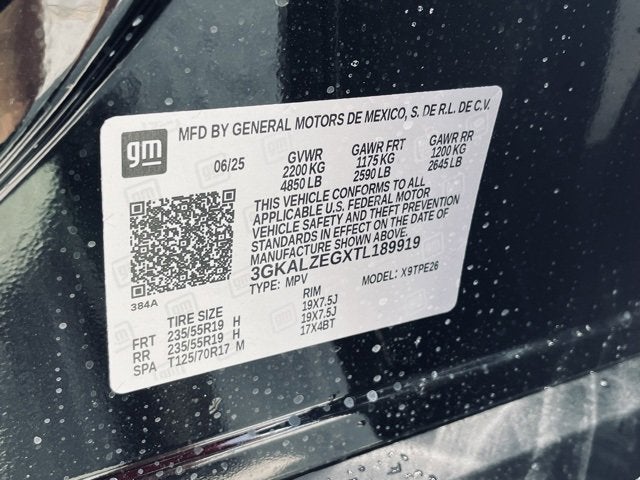 gm
MFD BY GENERAL MOTORS DE MEXICO, S. DE R.L. DE C.V.
06/25 GVWR GAWR FRT GAWR RR
2200 KG 1175 KG 1200 KG
4850 LB 2590 LB 2645 LB
THIS VEHICLE CONFORMS TO ALL
APPLICABLE U.S. FEDERAL MOTOR
VEHICLE SAFETY AND THEFT PREVENTION
STANDARDS IN EFFECT ON THE DATE OF
MANUFACTURE SHOWN ABOVE.
3GKALZEGXTL189919
TYPE: MPV MODEL: X9TPE26
384A
TIRE SIZE RIM
FRT 235/55R19 H 19X7.5J
RR 235/55R19 H 19X7.5J
SPA T125/70R17 M 17X4BT